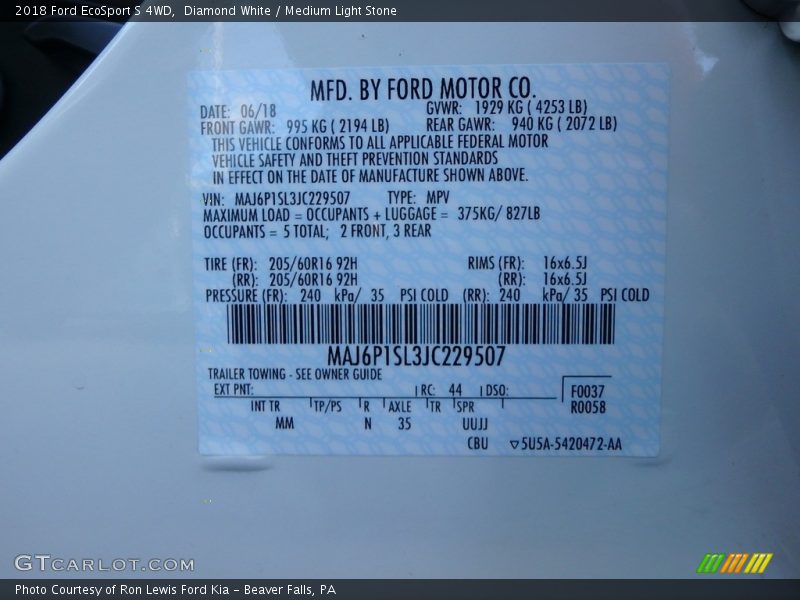 2018 Ford EcoSport S 4WD,  Diamond White / Medium Light Stone
MFD. BY FORD MOTOR CO.
DATE: 06/18 GVWR: 1929 KG ( 4253 LB)
FRONT GAWR: 995 KG ( 2194 LB) REAR GAWR: 940 KG ( 2072 LB)
THIS VEHICLE CONFORMS TO ALL APPLICABLE FEDERAL MOTOR
VEHICLE SAFETY AND THEFT PREVENTION STANDARDS
IN EFFECT ON THE DATE OF MANUFACTURE SHOWN ABOVE.
VIN: MAJ6P1SL3JC229507 TYPE: MPV
MAXIMUM LOAD = OCCUPANTS + LUGGAGE = 375KG/ 827LB
OCCUPANTS = 5 TOTAL; 2 FRONT, 3 REAR
TIRE (FR): 205/60R16 92H RIMS (FR): 16x6.5J
(RR): 205/60R16 92H (RR): 16x6.5J
PRESSURE (FR): 240 kPa/ 35 PSI COLD (RR): 240 kPa/ 35 PSI COLD
MAJ6P1SL3JC229507
TRAILER TOWING - SEE OWNER GUIDE
EXT PNT: RC: 44 DSO: F0037
INT TR TP/PS R AXLE TR SPR R0058
MM N 35 UUJJ
CBU ▽5U5A-5420472-AA
GTCARLOT.COM
Photo Courtesy of Ron Lewis Ford Kia - Beaver Falls, PA